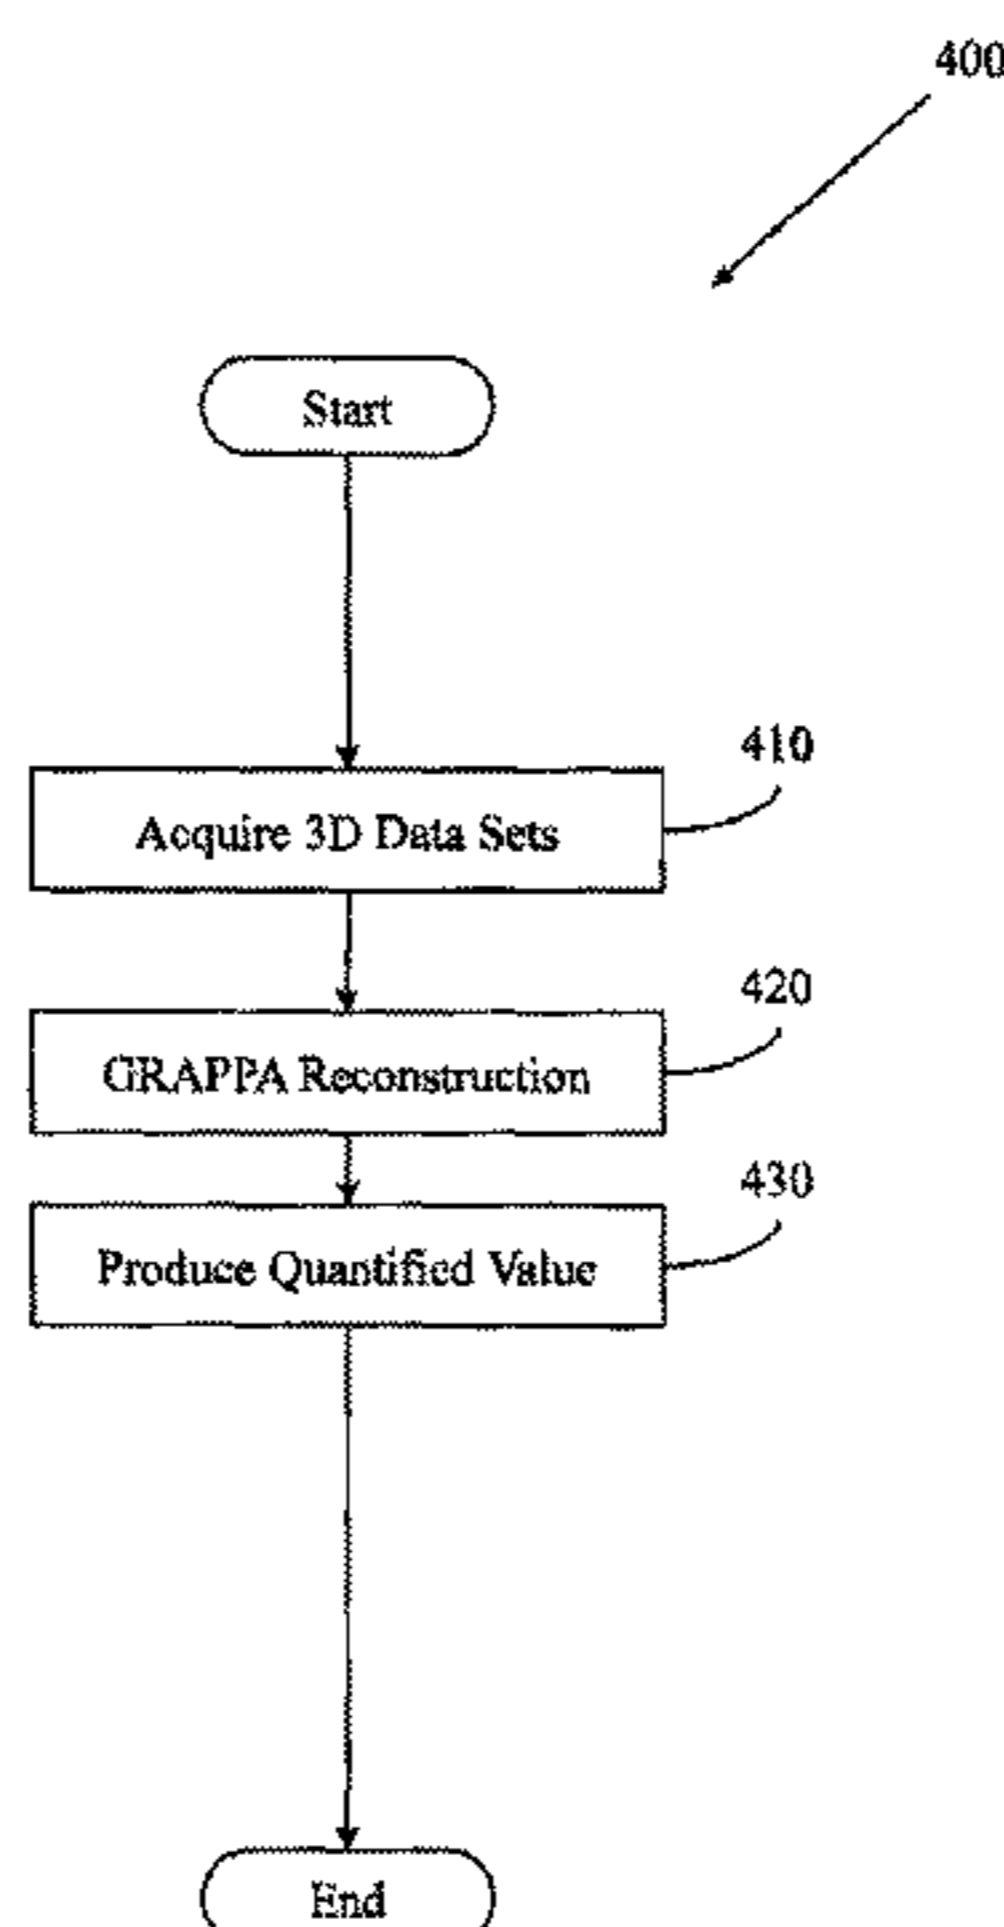 400
Start
410
Acquire 3D Data Sets
420
GRAPPA Reconstruction
430
Produce Quantified Value
End